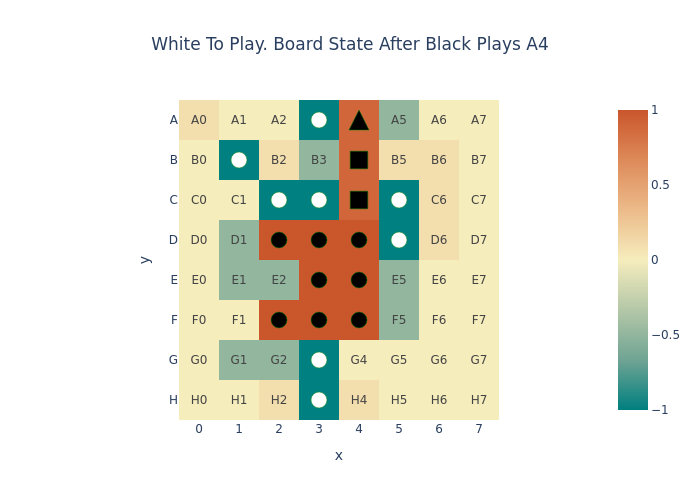 White To Play. Board State After Black Plays A4
A A0 A1 A2 A5 A6 A7
B B0 B2 B3 B5 B6 B7
C C0 C1 C6 C7
D D0 D1 D6 D7
E E0 E1 E2 E5 E6 E7
F F0 F1 F5 F6 F7
G G0 G1 G2 G4 G5 G6 G7
H H0 H1 H2 H4 H5 H6 H7
0 1 2 3 4 5 6 7
x
y
1
0.5
0
−0.5
−1